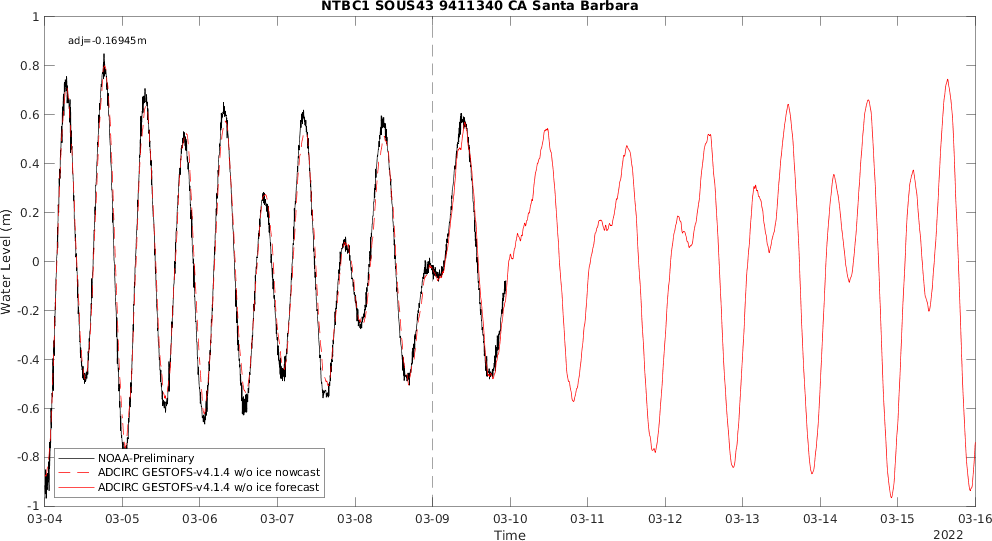 NTBC1 SOUS43 9411340 CA Santa Barbara
adj=-0.16945m
1
0.8
0.6
0.4
0.2
0
-0.2
-0.4
-0.6
-0.8
-1
Water Level (m)
NOAA-Preliminary
ADCIRC GESTOFS-v4.1.4 w/o ice nowcast
ADCIRC GESTOFS-v4.1.4 w/o ice forecast
03-04 03-05 03-06 03-07 03-08 03-09 03-10 03-11 03-12 03-13 03-14 03-15 03-16
Time
2022